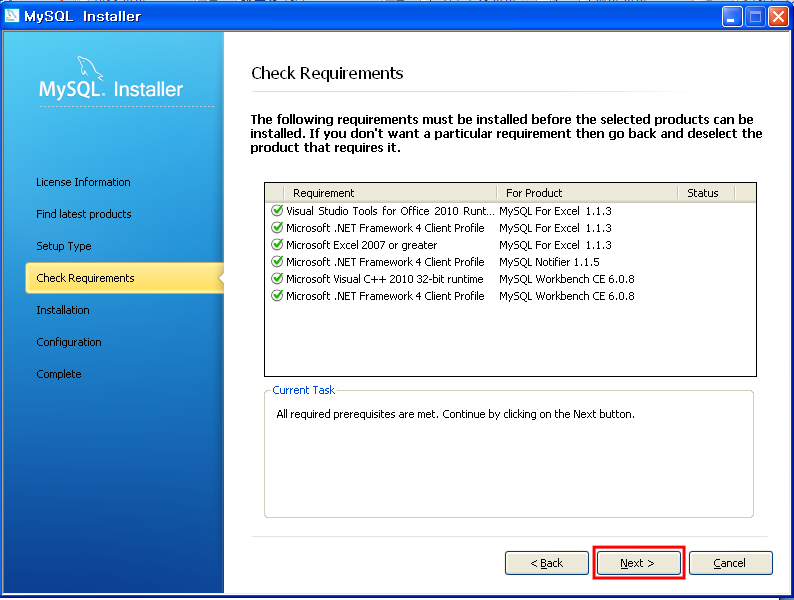 MySQL Installer
MySQL. Installer
License Information
Find latest products
Setup Type
Check Requirements
Installation
Configuration
Complete
Check Requirements
The following requirements must be installed before the selected products can be
installed. If you don't want a particular requirement then go back and deselect the
product that requires it.
Requirement For Product Status
Visual Studio Tools for Office 2010 Runt... MySQL For Excel 1.1.3
Microsoft .NET Framework 4 Client Profile MySQL For Excel 1.1.3
Microsoft Excel 2007 or greater MySQL For Excel 1.1.3
Microsoft .NET Framework 4 Client Profile MySQL Notifier 1.1.5
Microsoft Visual C++ 2010 32-bit runtime MySQL Workbench CE 6.0.8
Microsoft .NET Framework 4 Client Profile MySQL Workbench CE 6.0.8
Current Task
All required prerequisites are met. Continue by clicking on the Next button.
< Back Next > Cancel